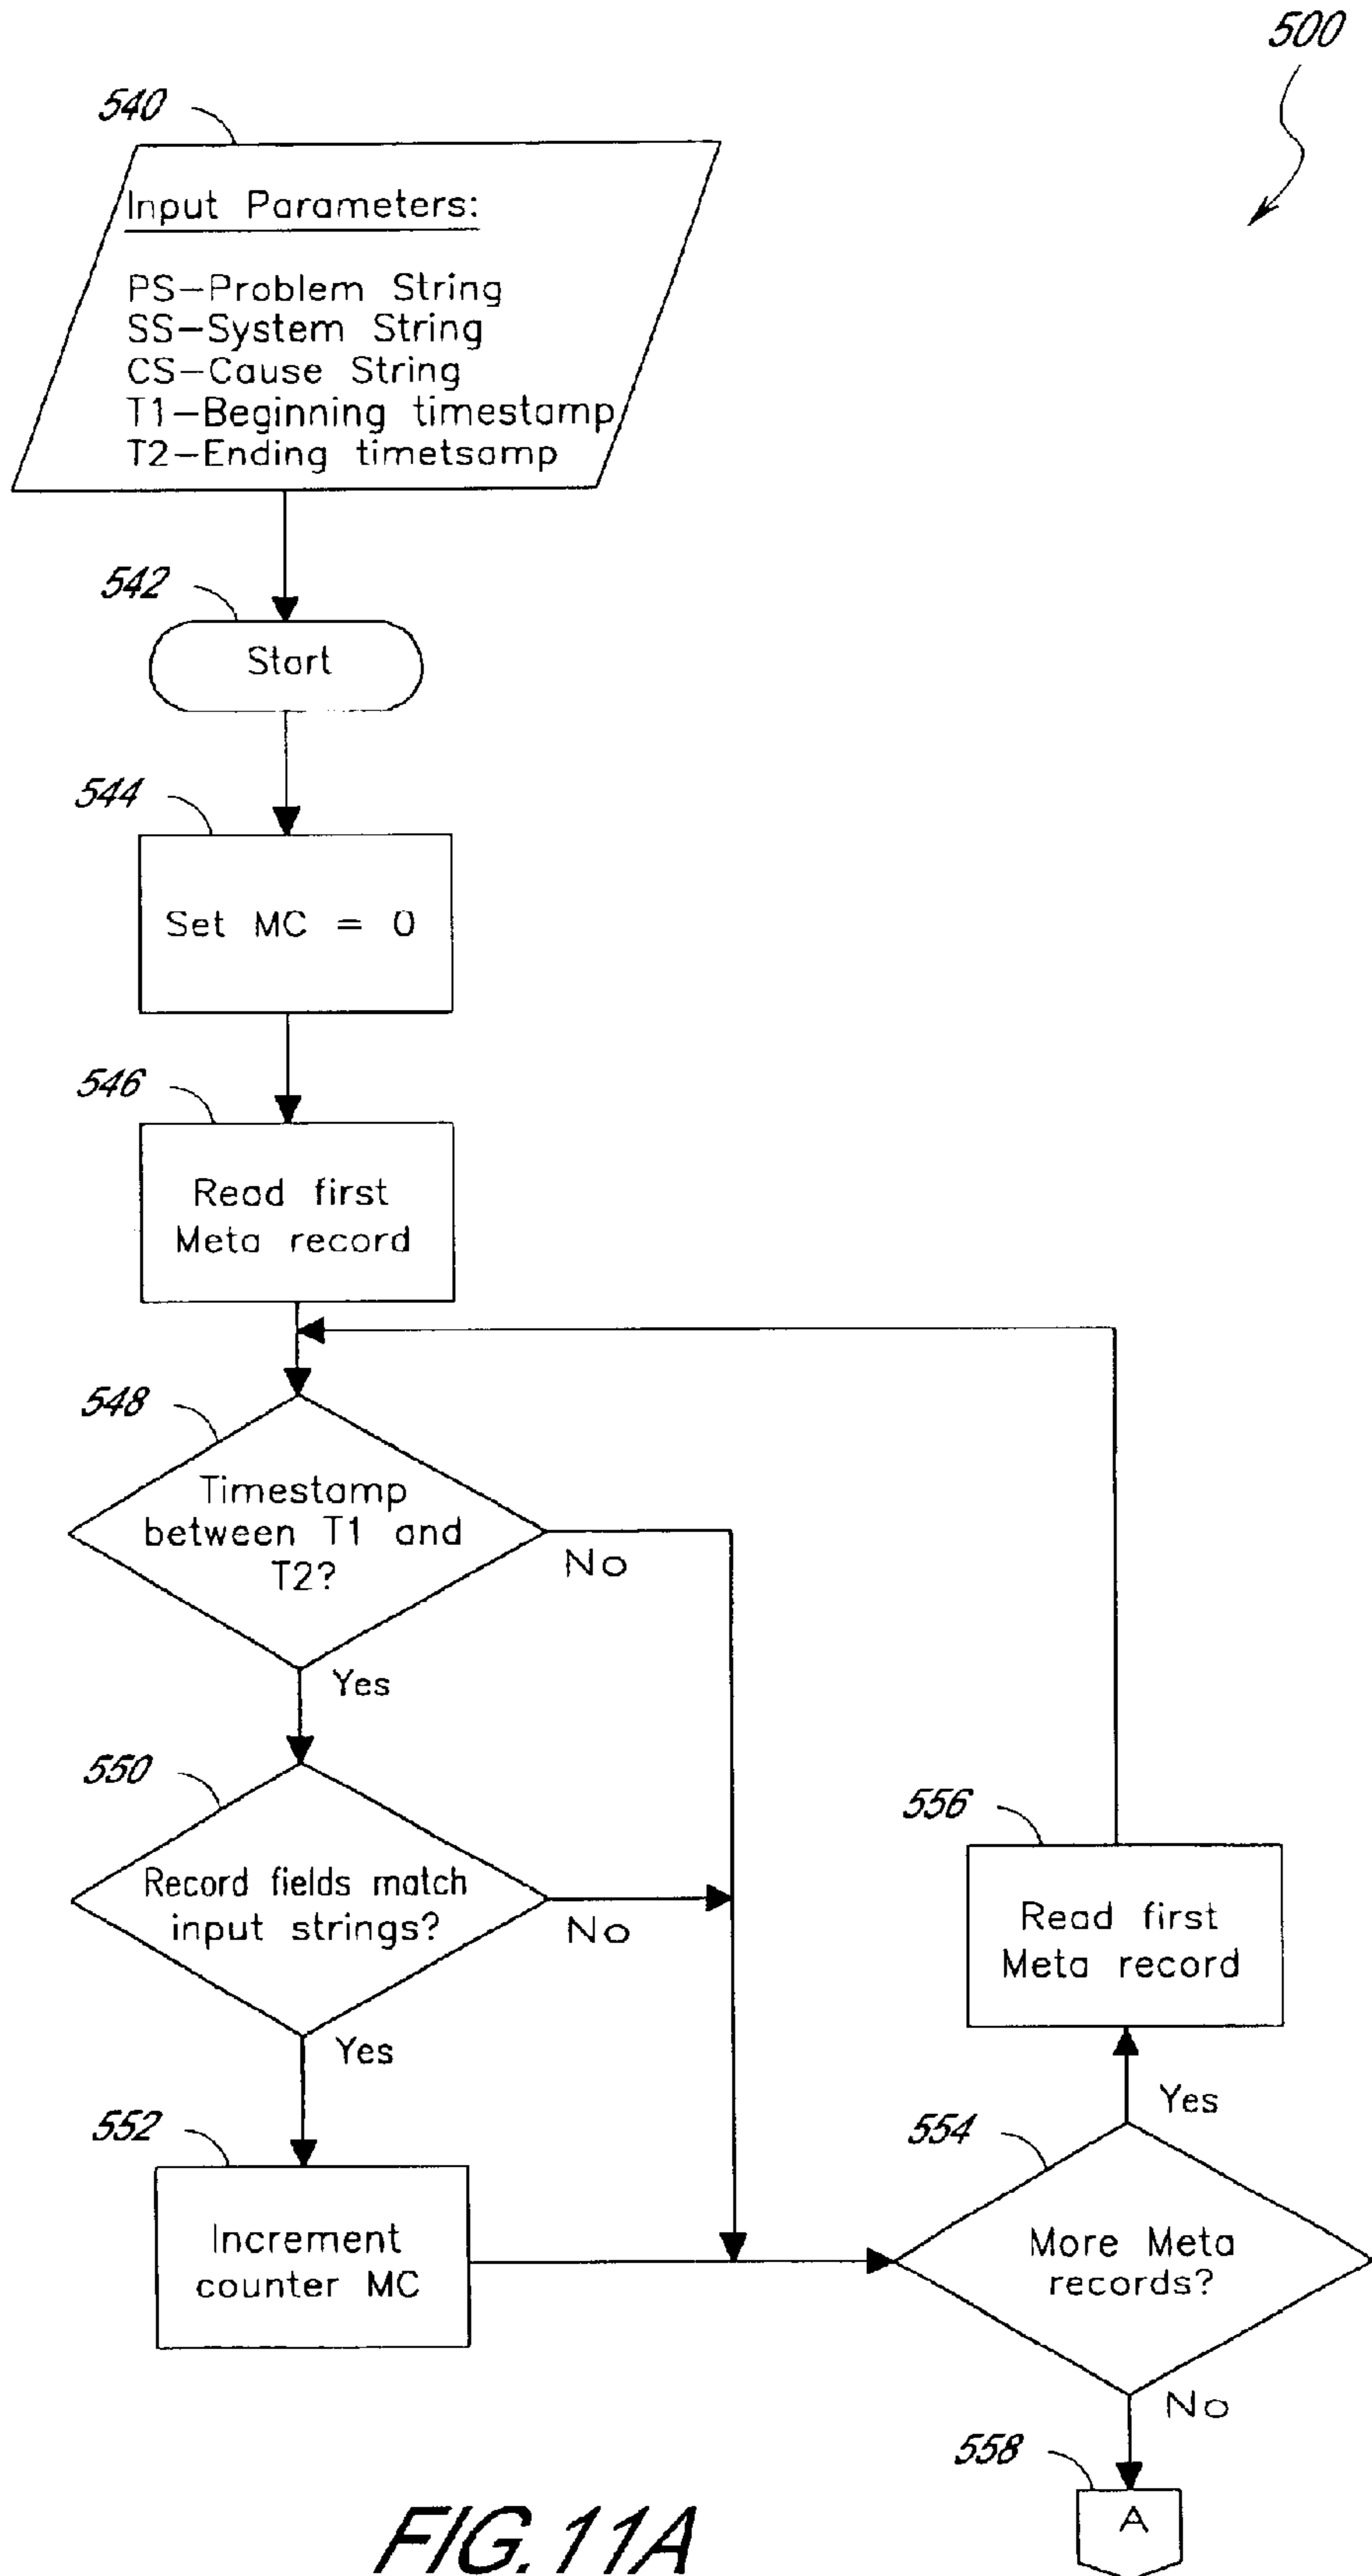 500
540
Input Parameters:
PS-Problem String
SS-System String
CS-Cause String
T1-Beginning timestamp
T2-Ending timetsamp
542
Start
544
Set MC = 0
546
Read first
Meta record
548
Timestamp
between T1 and
T2?
No
Yes
550
Record fields match
input strings?
No
Yes
552
Increment
counter MC
556
Read first
Meta record
Yes
554
More Meta
records?
No
558
A
FIG.11A